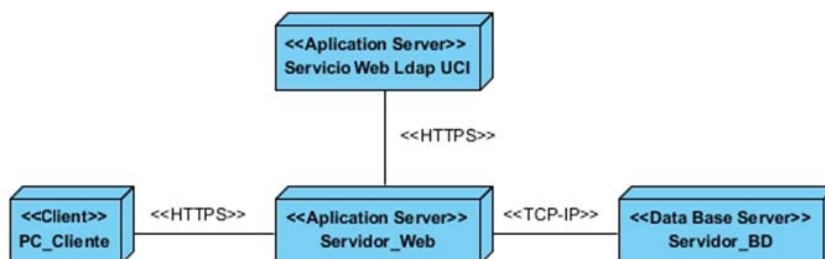 <<Aplication Server>>
Servicio Web Ldap UCI
<<HTTPS>>
<<Client>>
PC_Cliente
<<HTTPS>>
<<Aplication Server>>
Servidor_Web
<<TCP-IP>>
<<Data Base Server>>
Servidor_BD